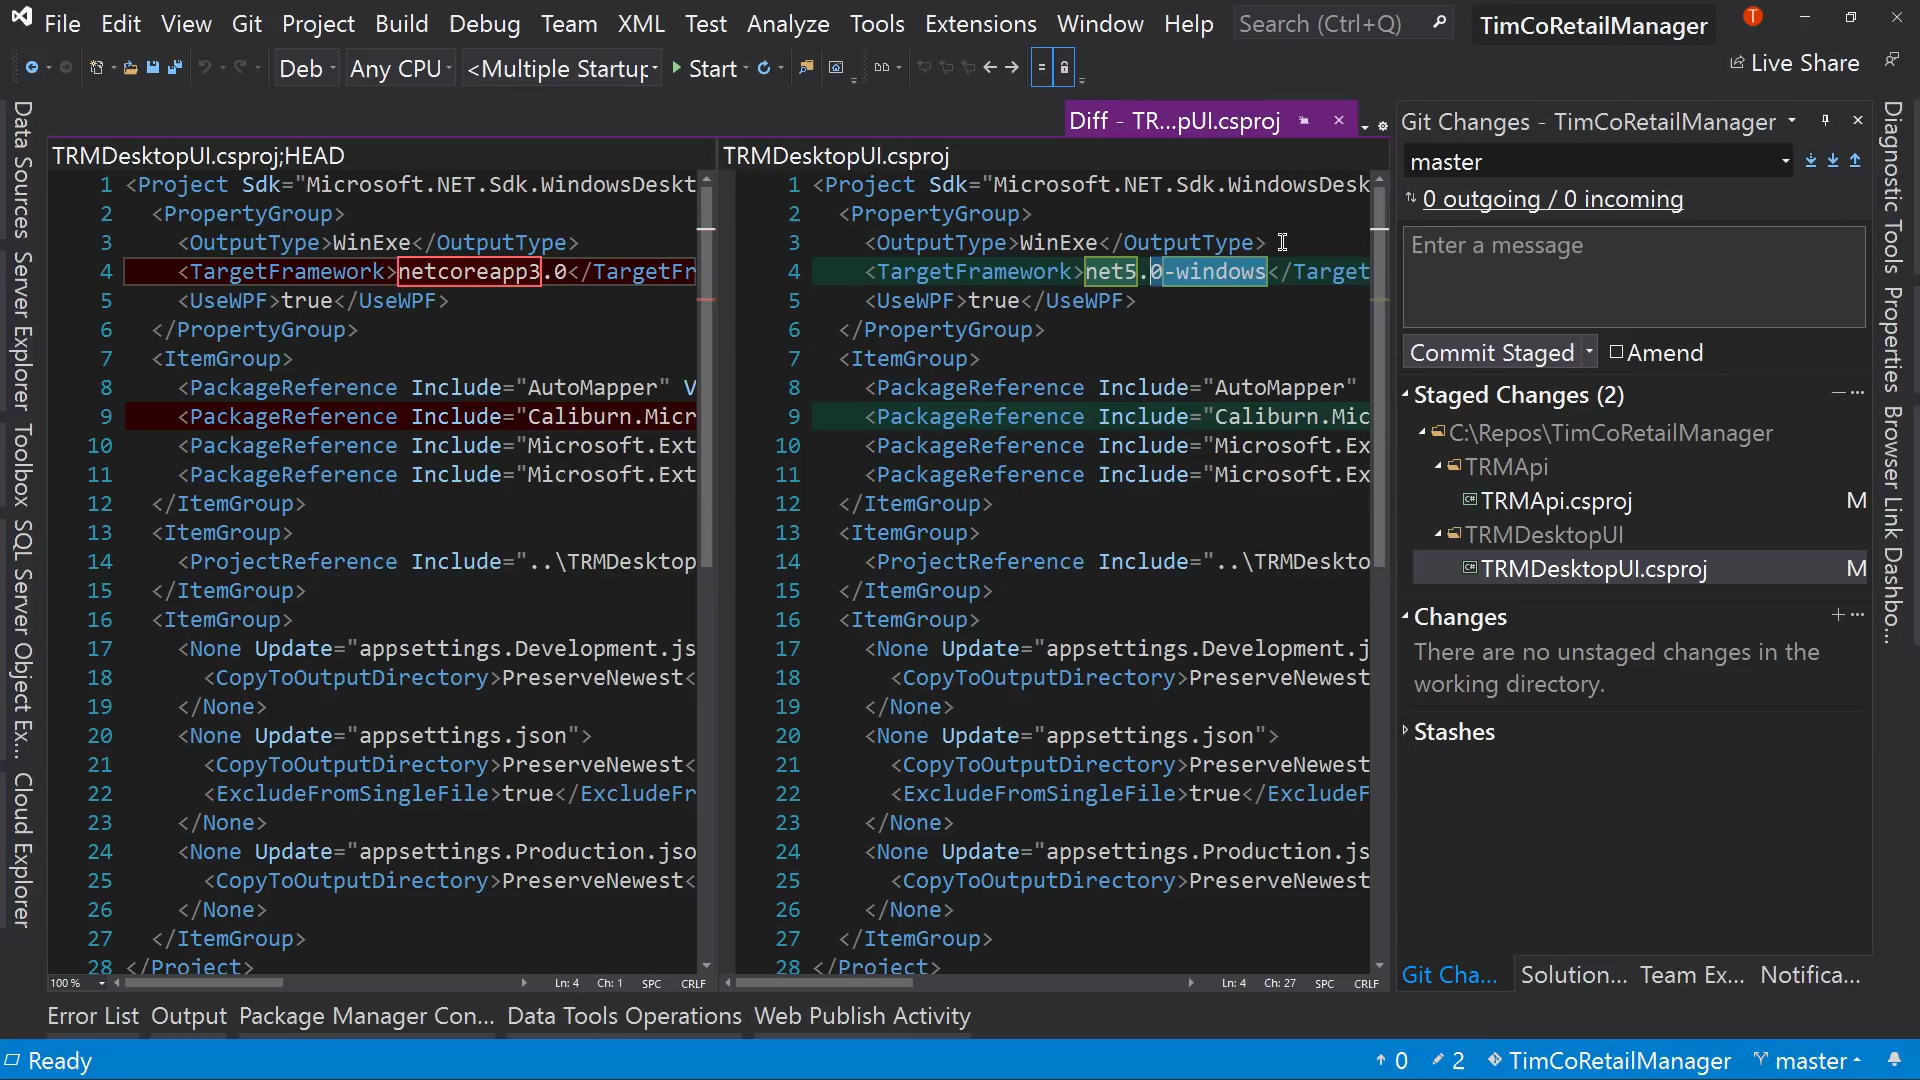 File Edit View Git Project Build Debug Team XML Test Analyze Tools Extensions Window Help Search (Ctrl+Q) TimCoRetailManager T
Deb Any CPU <Multiple Startup Start Live Share
Diff - TR...pUI.csproj
TRMDesktopUI.csproj;HEAD
1 <Project Sdk="Microsoft.NET.Sdk.WindowsDeskt
2 <PropertyGroup>
3 <OutputType>WinExe</OutputType>
4 <TargetFramework>netcoreapp3.0</TargetFr
5 <UseWPF>true</UseWPF>
6 </PropertyGroup>
7 <ItemGroup>
8 <PackageReference Include="AutoMapper" V
9 <PackageReference Include="Caliburn.Micr
10 <PackageReference Include="Microsoft.Ext
11 <PackageReference Include="Microsoft.Ext
12 </ItemGroup>
13 <ItemGroup>
14 <ProjectReference Include="..\TRMDesktop
15 </ItemGroup>
16 <ItemGroup>
17 <None Update="appsettings.Development.js
18 <CopyToOutputDirectory>PreserveNewest<
19 </None>
20 <None Update="appsettings.json">
21 <CopyToOutputDirectory>PreserveNewest<
22 <ExcludeFromSingleFile>true</ExcludeFr
23 </None>
24 <None Update="appsettings.Production.jso
25 <CopyToOutputDirectory>PreserveNewest<
26 </None>
27 </ItemGroup>
28 </Project>
100 % Ln: 4 Ch: 1 SPC CRLF
TRMDesktopUI.csproj
1 <Project Sdk="Microsoft.NET.Sdk.WindowsDesk
2 <PropertyGroup>
3 <OutputType>WinExe</OutputType>
4 <TargetFramework>net5.0-windows</Target
5 <UseWPF>true</UseWPF>
6 </PropertyGroup>
7 <ItemGroup>
8 <PackageReference Include="AutoMapper"
9 <PackageReference Include="Caliburn.Mic
10 <PackageReference Include="Microsoft.Ex
11 <PackageReference Include="Microsoft.Ex
12 </ItemGroup>
13 <ItemGroup>
14 <ProjectReference Include="..\TRMDeskto
15 </ItemGroup>
16 <ItemGroup>
17 <None Update="appsettings.Development.j
18 <CopyToOutputDirectory>PreserveNewest
19 </None>
20 <None Update="appsettings.json">
21 <CopyToOutputDirectory>PreserveNewest
22 <ExcludeFromSingleFile>true</ExcludeF
23 </None>
24 <None Update="appsettings.Production.js
25 <CopyToOutputDirectory>PreserveNewest
26 </None>
27 </ItemGroup>
28 </Project>
Ln: 4 Ch: 27 SPC CRLF
Git Changes - TimCoRetailManager
master
0 outgoing / 0 incoming
Enter a message
Commit Staged Amend
Staged Changes (2)
C:\Repos\TimCoRetailManager
TRMApi
TRMApi.csproj M
TRMDesktopUI
TRMDesktopUI.csproj M
Changes
There are no unstaged changes in the
working directory.
Stashes
Git Cha... Solution... Team Ex... Notifica...
Data Sources
Server Explorer
Toolbox
SQL Server Object Ex...
Cloud Explorer
Diagnostic Tools
Properties
Browser Link Dashbo...
Error List Output Package Manager Con... Data Tools Operations Web Publish Activity
Ready 0 2 TimCoRetailManager master